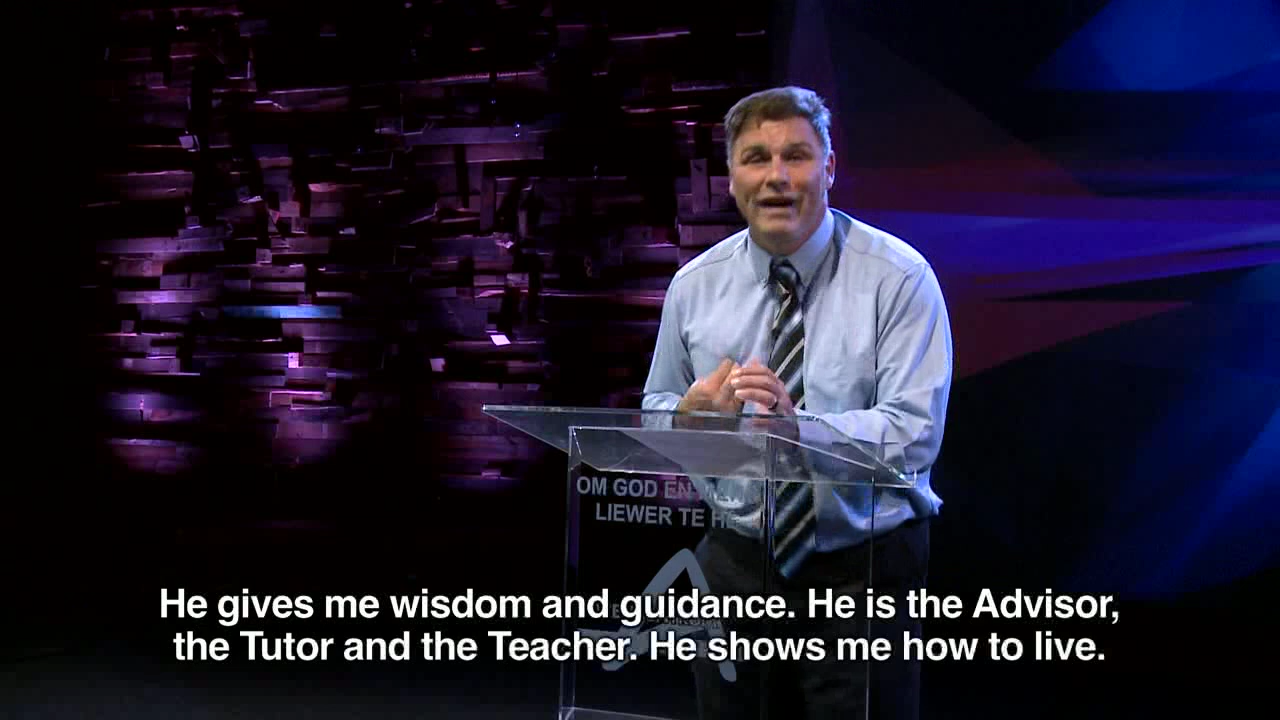 OM GOD EN
LIEWER TE HE
He gives me wisdom and guidance. He is the Advisor,
the Tutor and the Teacher. He shows me how to live.